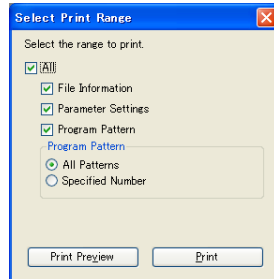 Select Print Range
Select the range to print.
All
File Information
Parameter Settings
Program Pattern
Program Pattern
All Patterns
Specified Number
Print Preview Print